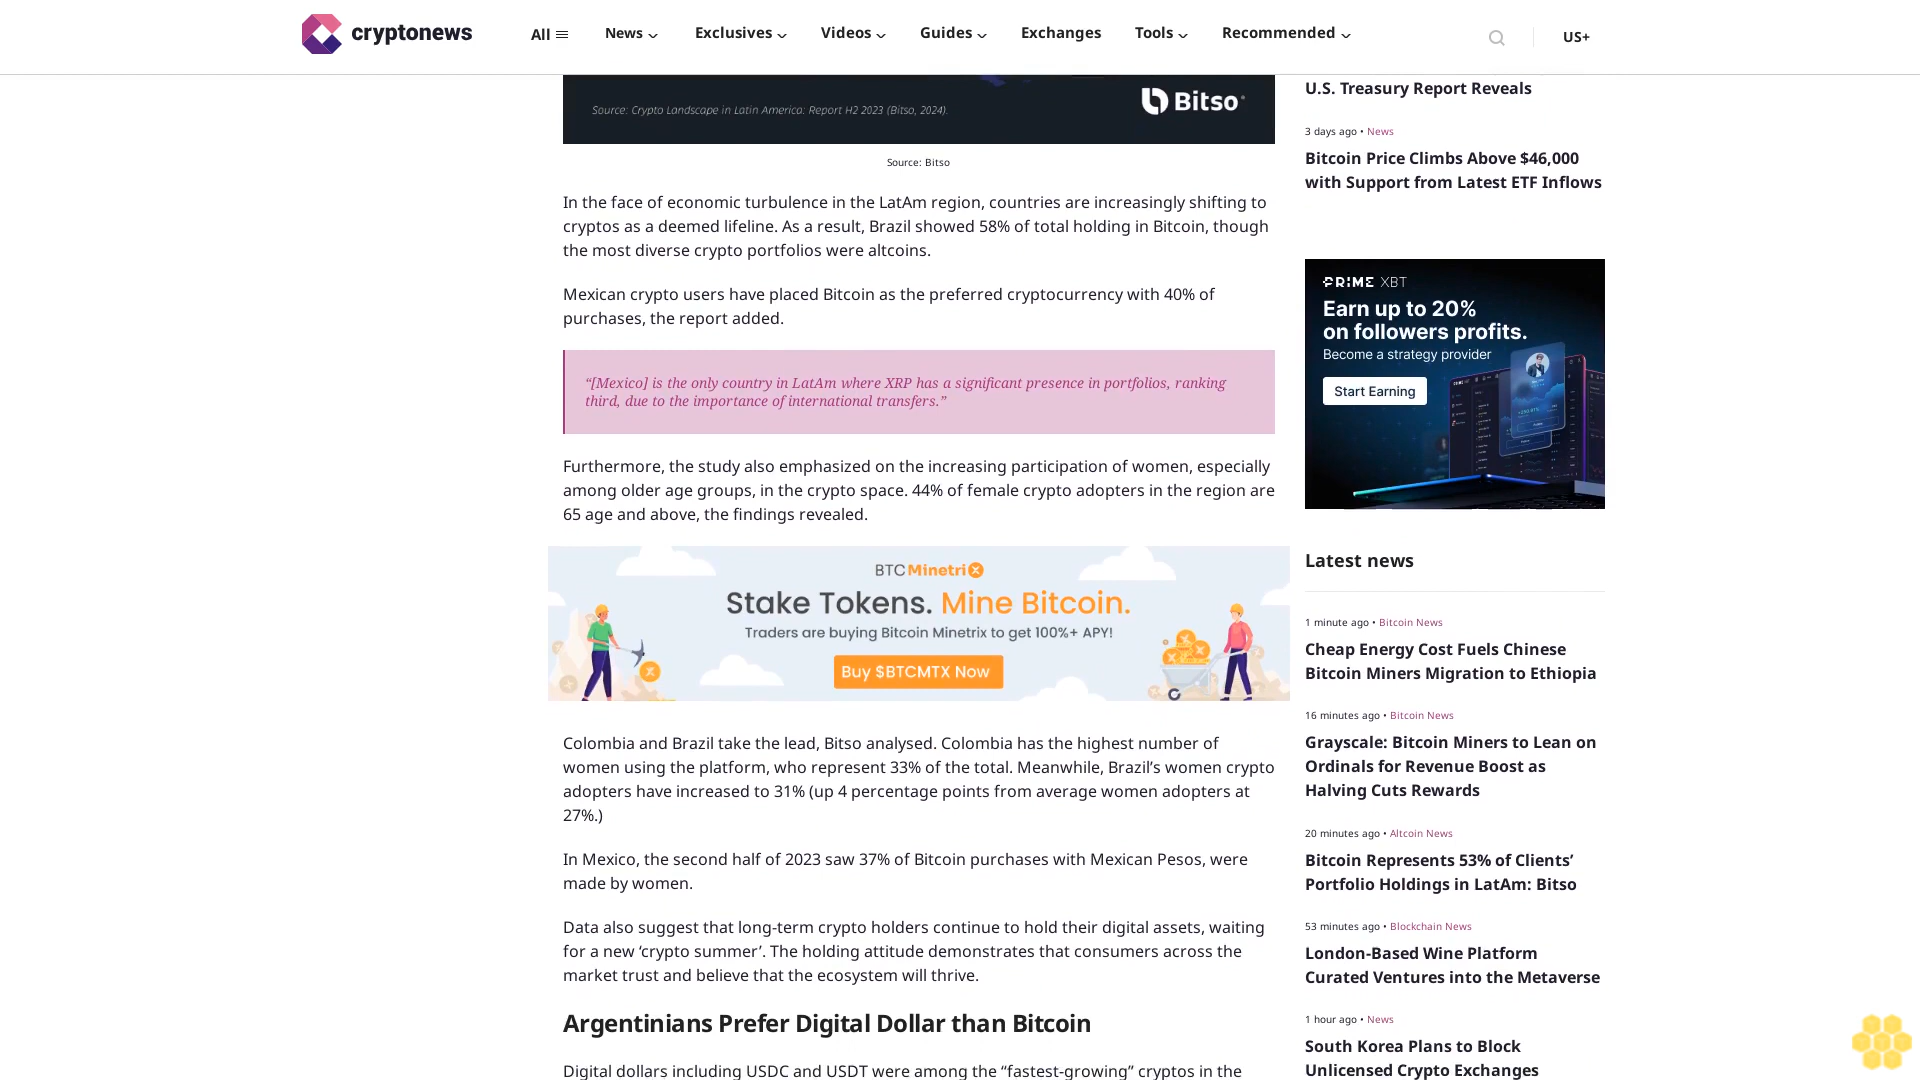 cryptonews
All
News
Exclusives
Videos
Guides
Exchanges
Tools
Recommended
US+
Source: Crypto Landscape in Latin America: Report H2 2023 (Bitso, 2024).
Bitso
Source: Bitso
In the face of economic turbulence in the LatAm region, countries are increasingly shifting to
cryptos as a deemed lifeline. As a result, Brazil showed 58% of total holding in Bitcoin, though
the most diverse crypto portfolios were altcoins.
Mexican crypto users have placed Bitcoin as the preferred cryptocurrency with 40% of
purchases, the report added.
“[Mexico] is the only country in LatAm where XRP has a significant presence in portfolios, ranking
third, due to the importance of international transfers.”
Furthermore, the study also emphasized on the increasing participation of women, especially
among older age groups, in the crypto space. 44% of female crypto adopters in the region are
65 age and above, the findings revealed.
BTC Minetrix
Stake Tokens. Mine Bitcoin.
Traders are buying Bitcoin Minetrix to get 100%+ APY!
Buy $BTCMTX Now
Colombia and Brazil take the lead, Bitso analysed. Colombia has the highest number of
women using the platform, who represent 33% of the total. Meanwhile, Brazil’s women crypto
adopters have increased to 31% (up 4 percentage points from average women adopters at
27%.)
In Mexico, the second half of 2023 saw 37% of Bitcoin purchases with Mexican Pesos, were
made by women.
Data also suggest that long-term crypto holders continue to hold their digital assets, waiting
for a new ‘crypto summer’. The holding attitude demonstrates that consumers across the
market trust and believe that the ecosystem will thrive.
Argentinians Prefer Digital Dollar than Bitcoin
Digital dollars including USDC and USDT were among the “fastest-growing” cryptos in the
U.S. Treasury Report Reveals
3 days ago • News
Bitcoin Price Climbs Above $46,000
with Support from Latest ETF Inflows
PRIME XBT
Earn up to 20%
on followers profits.
Become a strategy provider
Start Earning
Latest news
1 minute ago • Bitcoin News
Cheap Energy Cost Fuels Chinese
Bitcoin Miners Migration to Ethiopia
16 minutes ago • Bitcoin News
Grayscale: Bitcoin Miners to Lean on
Ordinals for Revenue Boost as
Halving Cuts Rewards
20 minutes ago • Altcoin News
Bitcoin Represents 53% of Clients’
Portfolio Holdings in LatAm: Bitso
53 minutes ago • Blockchain News
London-Based Wine Platform
Curated Ventures into the Metaverse
1 hour ago • News
South Korea Plans to Block
Unlicensed Crypto Exchanges